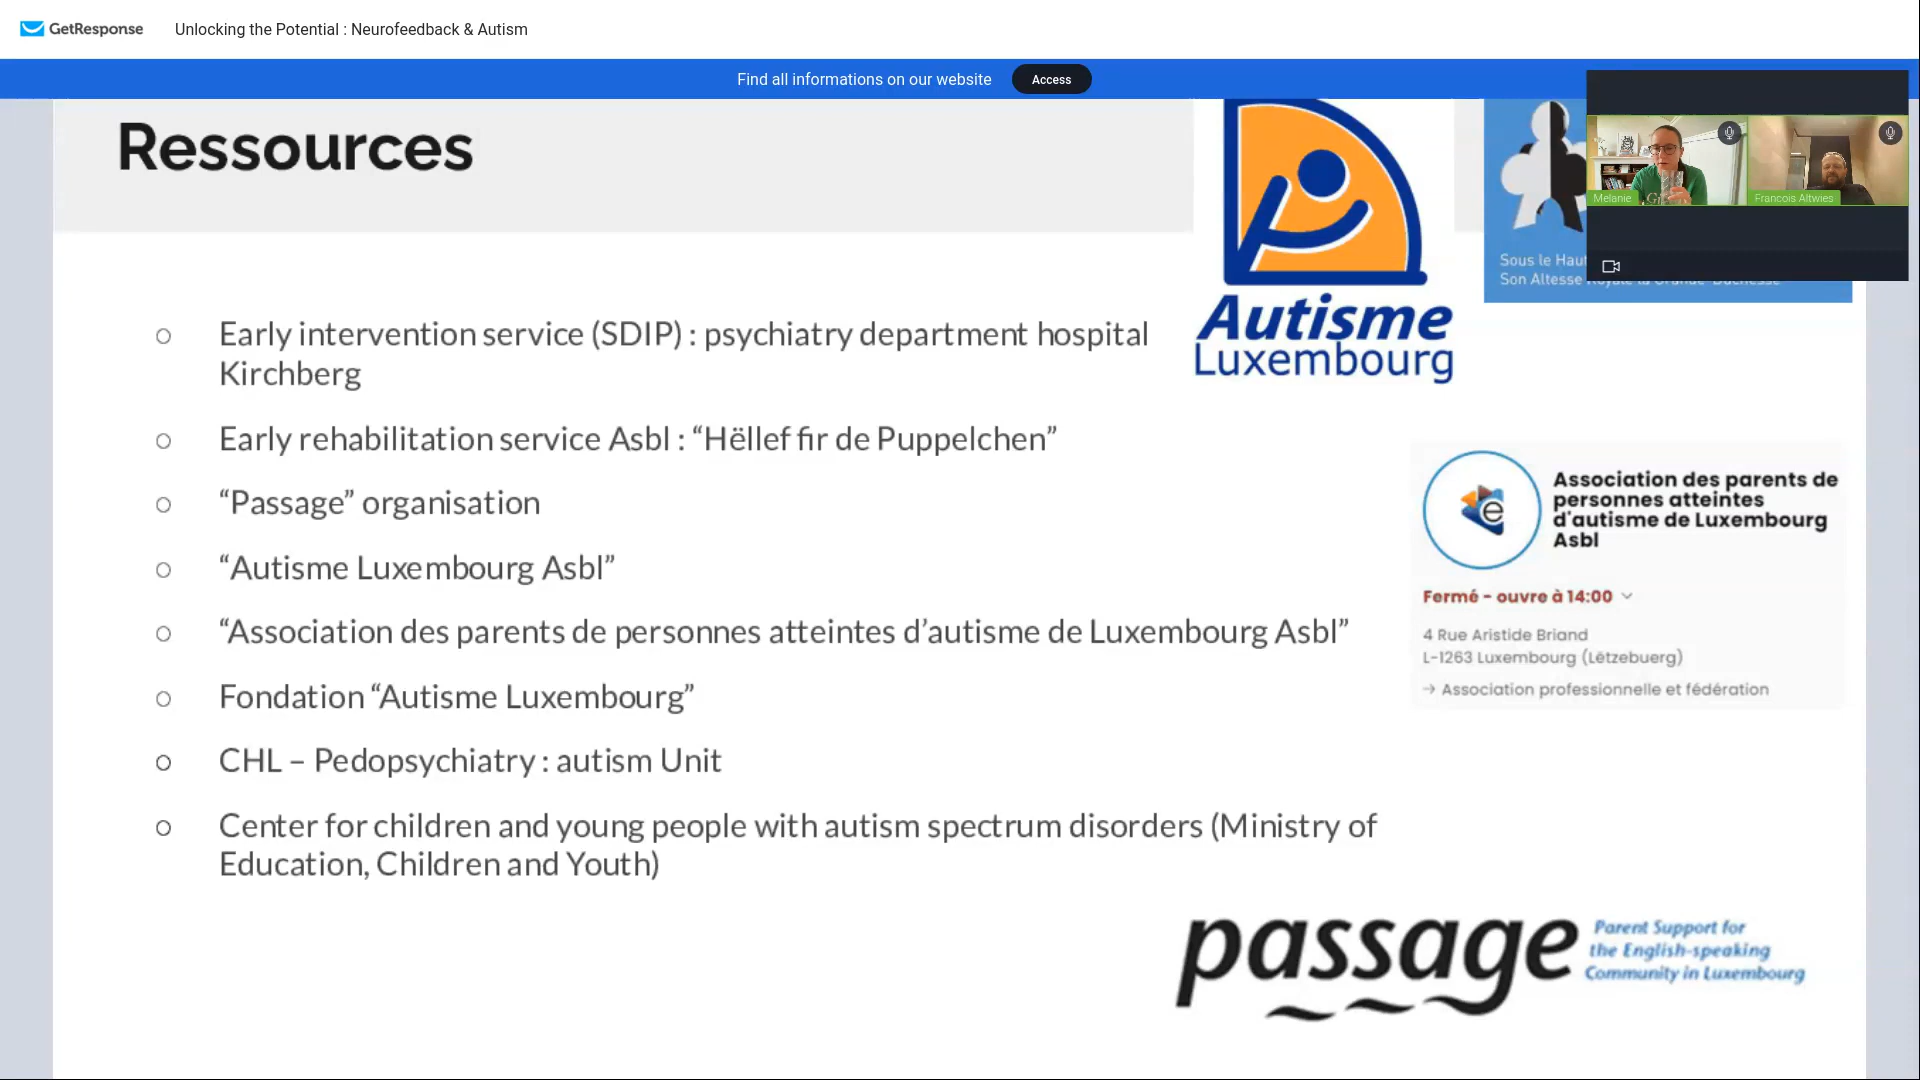 GetResponse
Unlocking the Potential : Neurofeedback & Autism
Find all informations on our website
Access
Ressources
Melanie
Francois Altwies
Sous le Haut
Son Altesse Royale la Grande-Duchesse
Autisme
Luxembourg
○ Early intervention service (SDIP) : psychiatry department hospital
Kirchberg
○ Early rehabilitation service Asbl : “Hëllef fir de Puppelchen”
○ “Passage” organisation
○ “Autisme Luxembourg Asbl”
○ “Association des parents de personnes atteintes d’autisme de Luxembourg Asbl”
○ Fondation “Autisme Luxembourg”
○ CHL – Pedopsychiatry : autism Unit
○ Center for children and young people with autism spectrum disorders (Ministry of
Education, Children and Youth)
e
Association des parents de
personnes atteintes
d'autisme de Luxembourg
Asbl
Fermé - ouvre à 14:00
4 Rue Aristide Briand
L-1263 Luxembourg (Lëtzebuerg)
→ Association professionnelle et fédération
passage
Parent Support for
the English-speaking
Community in Luxembourg